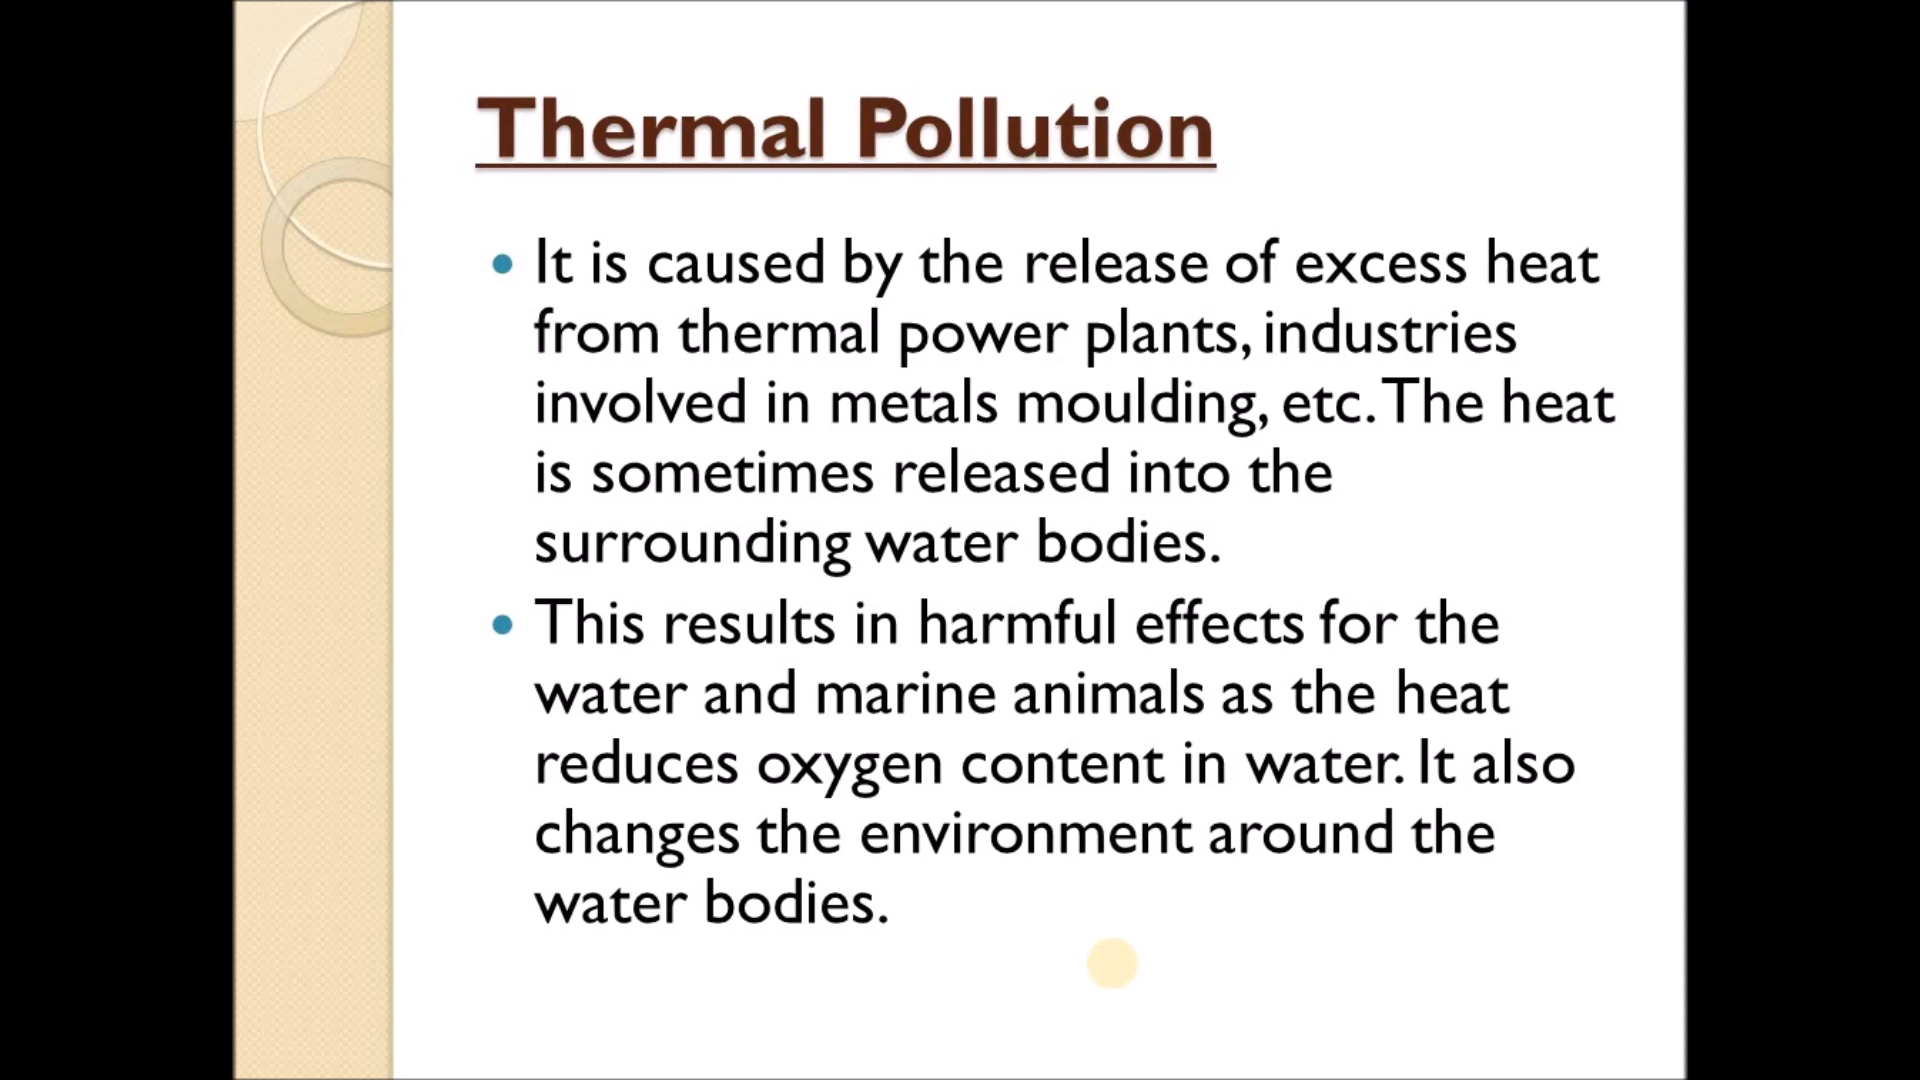 Thermal Pollution
It is caused by the release of excess heat
from thermal power plants, industries
involved in metals moulding, etc. The heat
is sometimes released into the
surrounding water bodies.
This results in harmful effects for the
water and marine animals as the heat
reduces oxygen content in water. It also
changes the environment around the
water bodies.